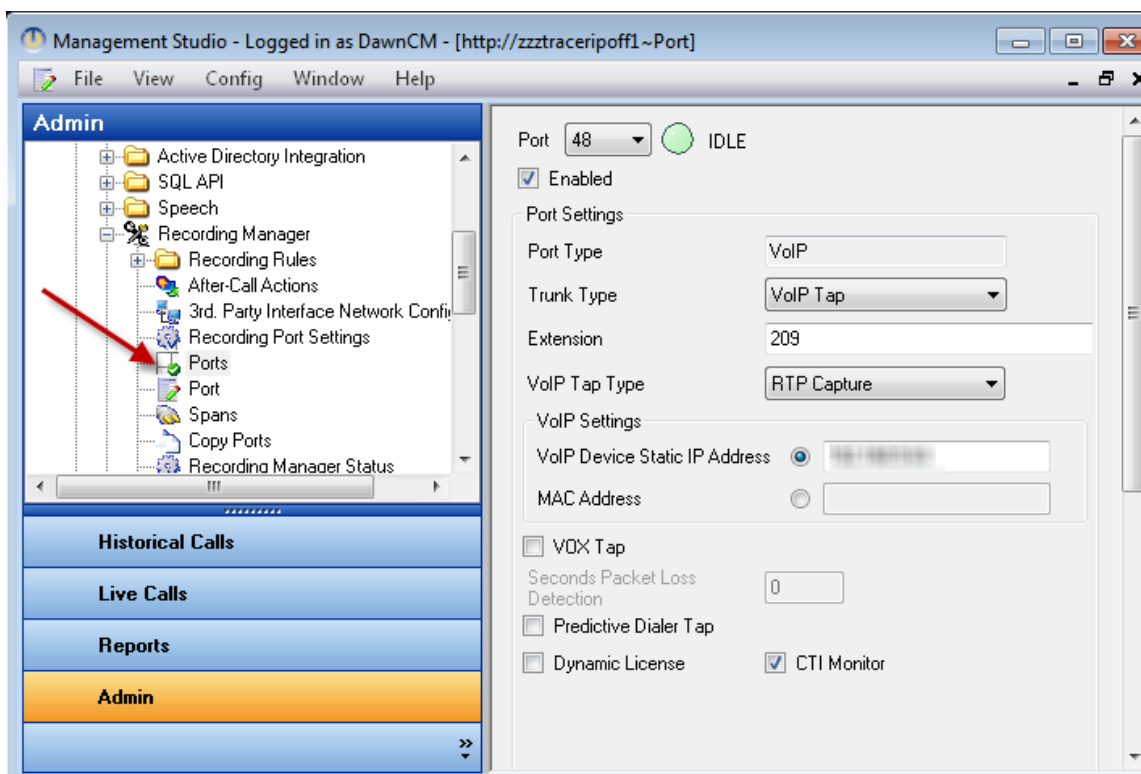 Management Studio - Logged in as DawnCM - [http://zzztraceripoff1~Port]
File View Config Window Help
Admin
Active Directory Integration
SQL API
Speech
Recording Manager
Recording Rules
After-Call Actions
3rd. Party Interface Network Config
Recording Port Settings
Ports
Port
Spans
Copy Ports
Recording Manager Status
Historical Calls
Live Calls
Reports
Admin
Port 48 IDLE
Enabled
Port Settings
Port Type VoIP
Trunk Type VoIP Tap
Extension 209
VoIP Tap Type RTP Capture
VoIP Settings
VoIP Device Static IP Address
MAC Address
VOX Tap
Seconds Packet Loss
Detection 0
Predictive Dialer Tap
Dynamic License CTI Monitor